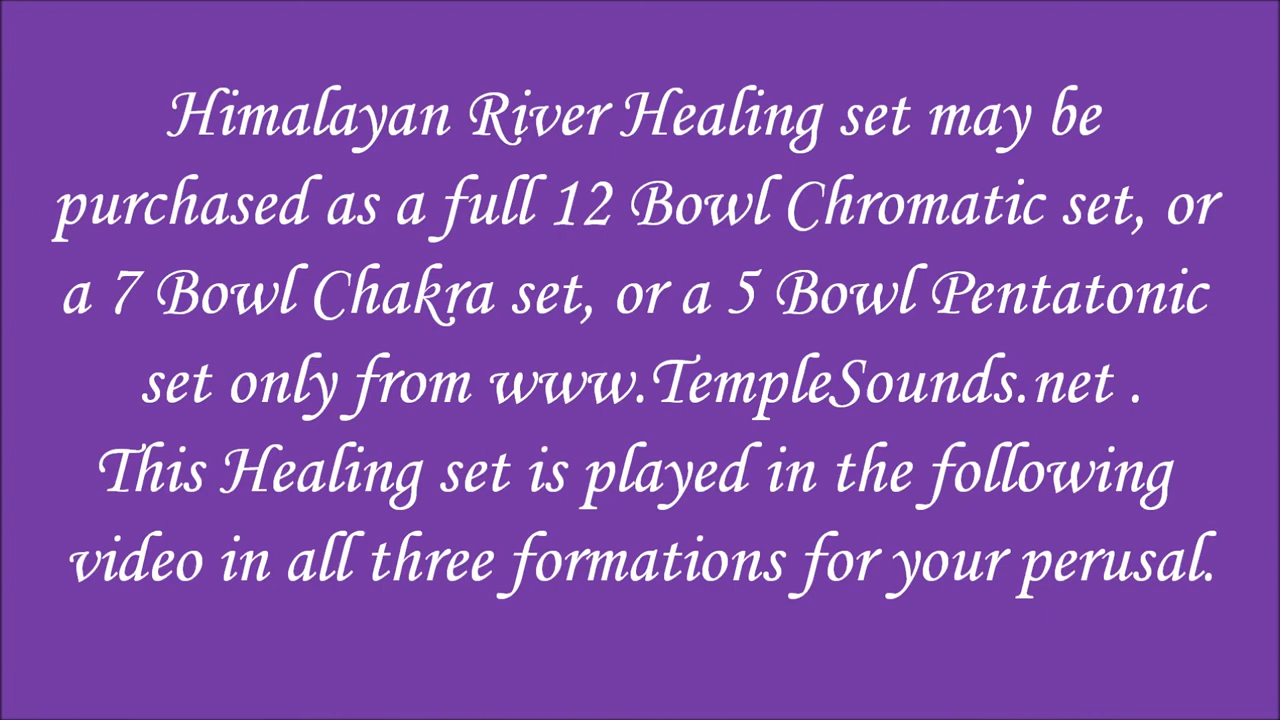 Himalayan River Healing set may be
purchased as a full 12 Bowl Chromatic set, or
a 7 Bowl Chakra set, or a 5 Bowl Pentatonic
set only from www.TempleSounds.net .
This Healing set is played in the following
video in all three formations for your perusal.